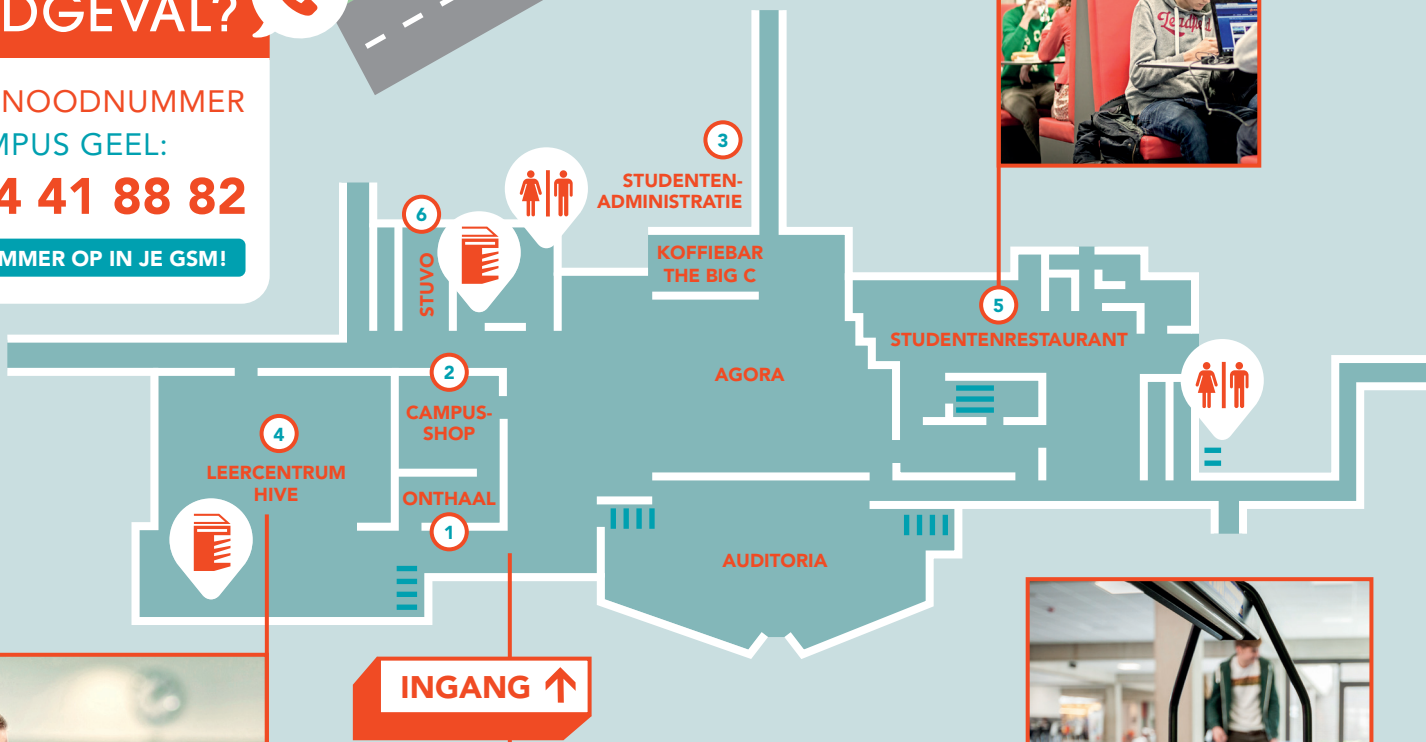 DGEVAL?
NOODNUMMER
MPUS GEEL:
4 41 88 82
MMER OP IN JE GSM!
3
STUDENTEN-
ADMINISTRATIE
6
STUVO
KOFFIEBAR
THE BIG C
5
STUDENTENRESTAURANT
AGORA
2
CAMPUS-
SHOP
4
LEERCENTRUM
HIVE
ONTHAAL
1
AUDITORIA
INGANG